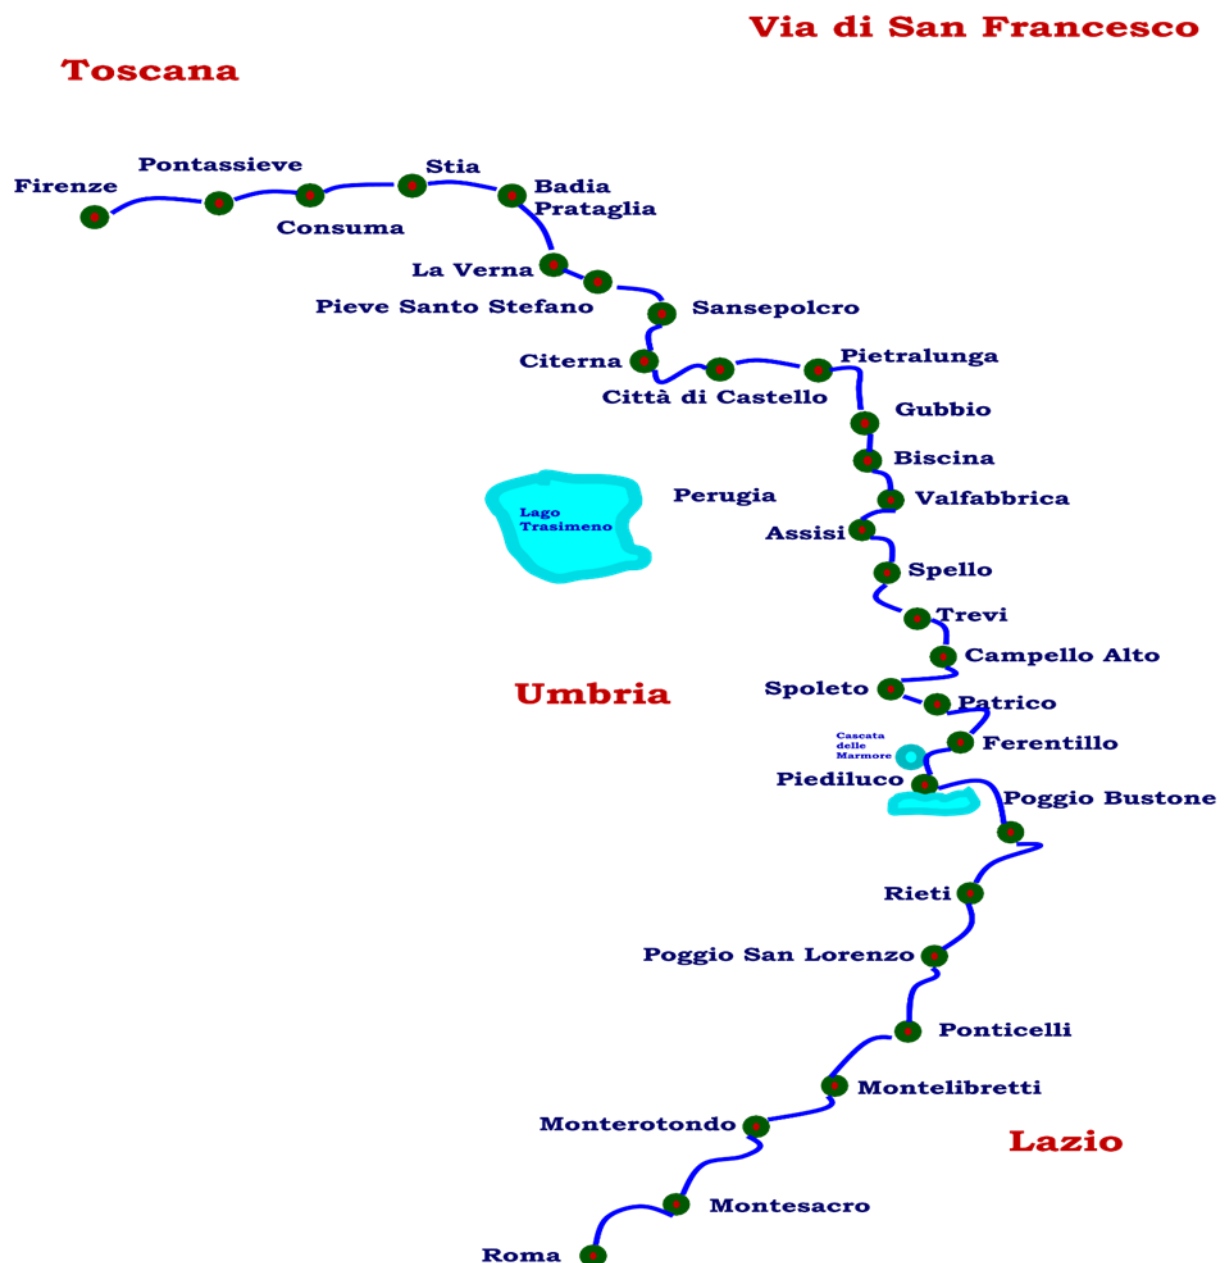 Via di San Francesco
Toscana
Pontassieve
Stia
Firenze
Badia
Prataglia
Consuma
La Verna
Pieve Santo Stefano
Sansepolcro
Citerna
Pietralunga
Città di Castello
Gubbio
Biscina
Perugia
Valfabbrica
Lago
Trasimeno
Assisi
Spello
Trevi
Campello Alto
Umbria
Spoleto
Patrico
Cascata
delle
Marmore
Ferentillo
Piediluco
Poggio Bustone
Rieti
Poggio San Lorenzo
Ponticelli
Montelibretti
Monterotondo
Lazio
Montesacro
Roma